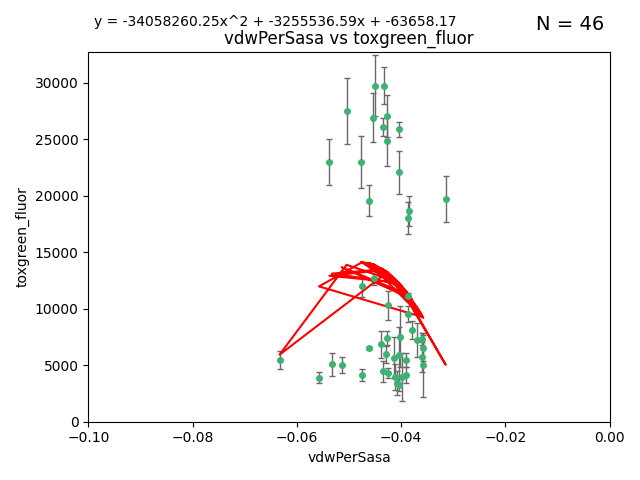 y = -34058260.25x^2 + -3255536.59x + -63658.17
N = 46
vdwPerSasa vs toxgreen_fluor
30000
25000
20000
15000
10000
5000
0
toxgreen_fluor
−0.10 −0.08 −0.06 −0.04 −0.02 0.00
vdwPerSasa